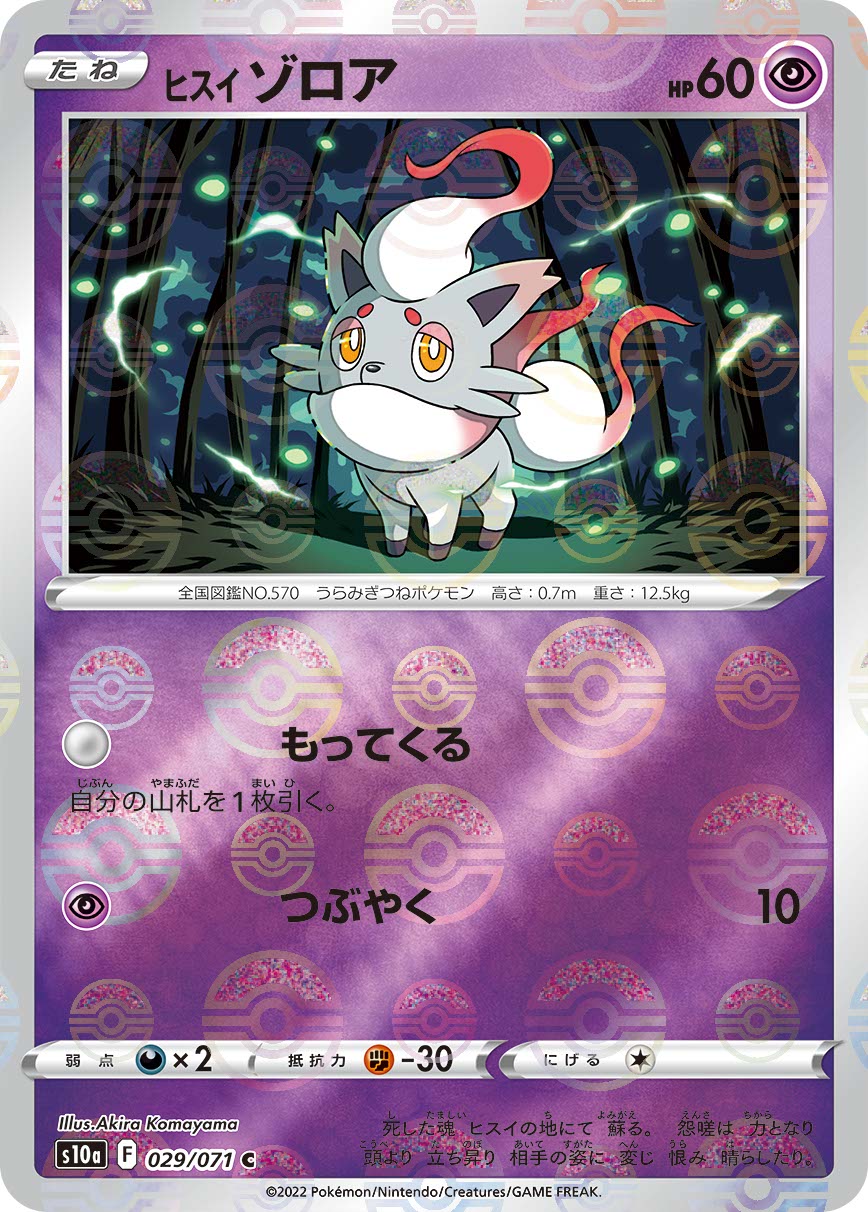 たね ヒスイ ゾロア HP60
全国図鑑NO.570 うらみぎつねポケモン 高さ:0.7m 重さ:12.5kg
もってくる
自分の山札を1枚引く。
つぶやく 10
弱点 ×2 抵抗力 -30 にげる
Illus.Akira Komayama
死した魂 ヒスイの地にて 蘇る。 怨嗟は 力となり
頭より 立ち昇り 相手の姿に 変じ 恨み 晴らしたり。
s10a F 029/071 C
©2022 Pokémon/Nintendo/Creatures/GAME FREAK.